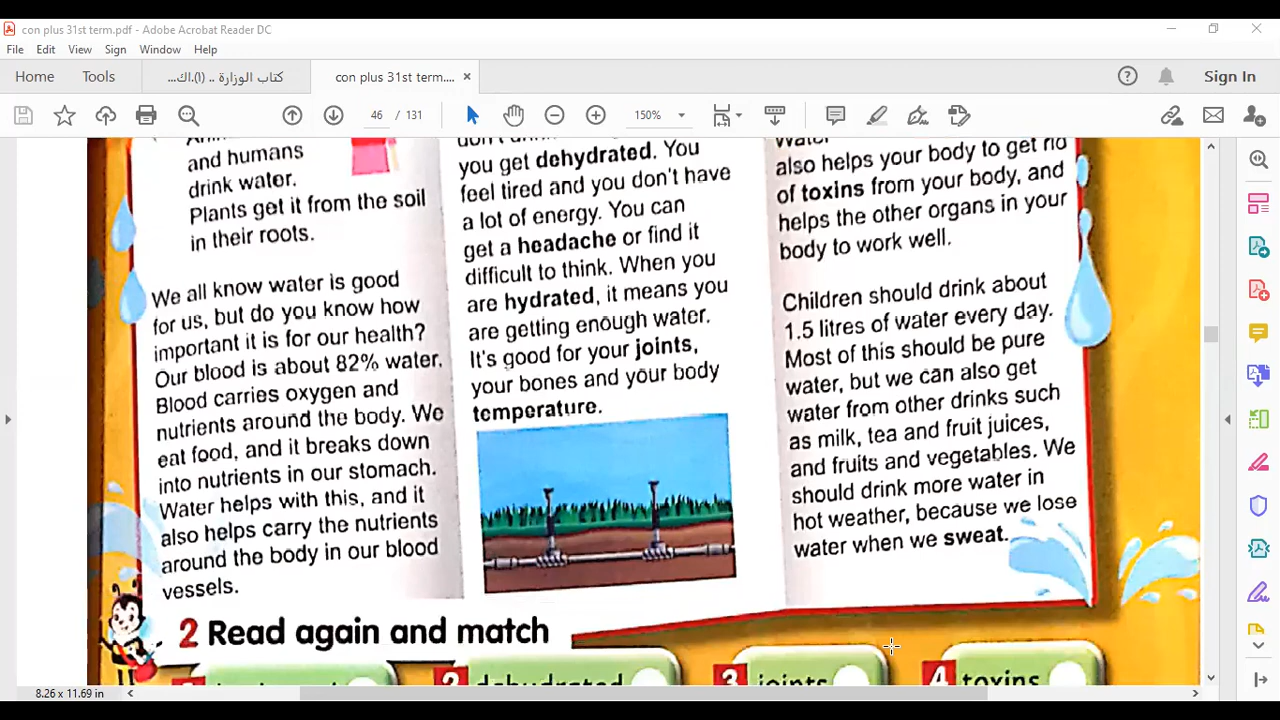 con plus 31st term.pdf - Adobe Acrobat Reader DC
File Edit View Sign Window Help
Home Tools
كتاب الوزارة .. (١).اك...
con plus 31st term....
Sign In
46 / 131
150%
and humans
drink water.
Plants get it from the soil
in their roots.
We all know water is good
for us, but do you know how
important it is for our health?
Our blood is about 82% water.
Blood carries oxygen and
nutrients around the body. We
eat food, and it breaks down
into nutrients in our stomach.
Water helps with this, and it
also helps carry the nutrients
around the body in our blood
vessels.
you get dehydrated. You
feel tired and you don't have
a lot of energy. You can
get a headache or find it
difficult to think. When you
are hydrated, it means you
are getting enough water.
It's good for your joints,
your bones and your body
temperature.
Water
also helps your body to get rid
of toxins from your body, and
helps the other organs in your
body to work well.
Children should drink about
1.5 litres of water every day.
Most of this should be pure
water, but we can also get
water from other drinks such
as milk, tea and fruit juices,
and fruits and vegetables. We
should drink more water in
hot weather, because we lose
water when we sweat.
2 Read again and match
2 dehydrated
3 joints
4 toxins
8.26 x 11.69 in